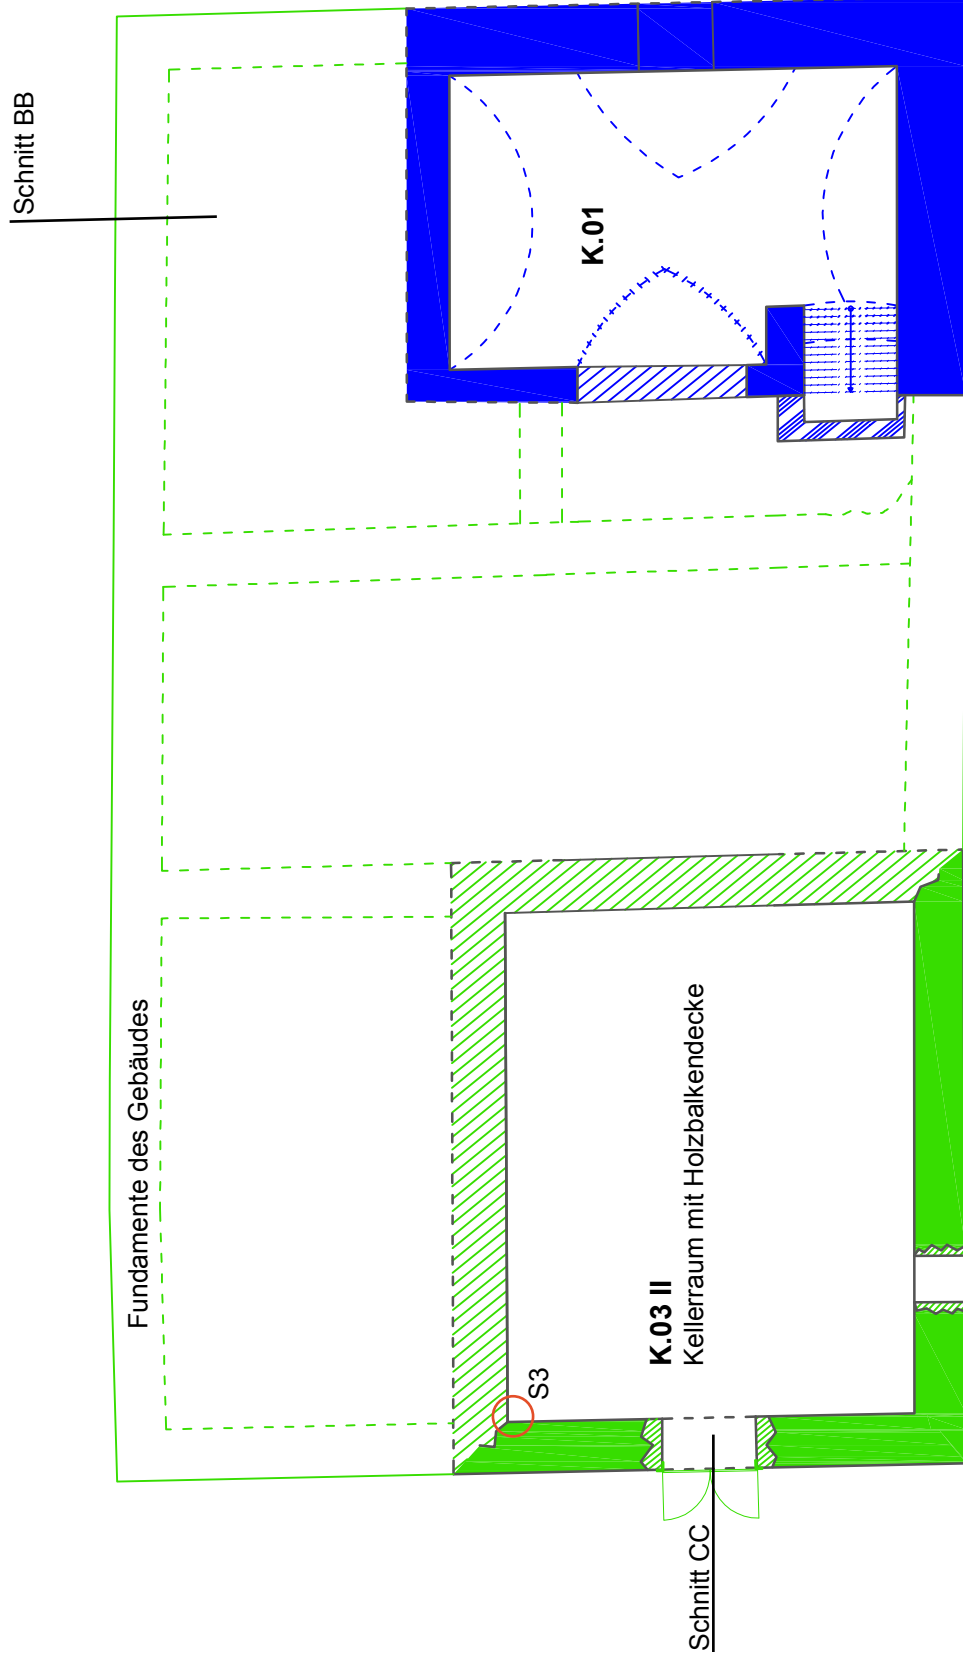 Schnitt BB
K.01
Fundamente des Gebäudes
K.03 II
Kellerraum mit Holzbalkendecke
S3
Schnitt CC